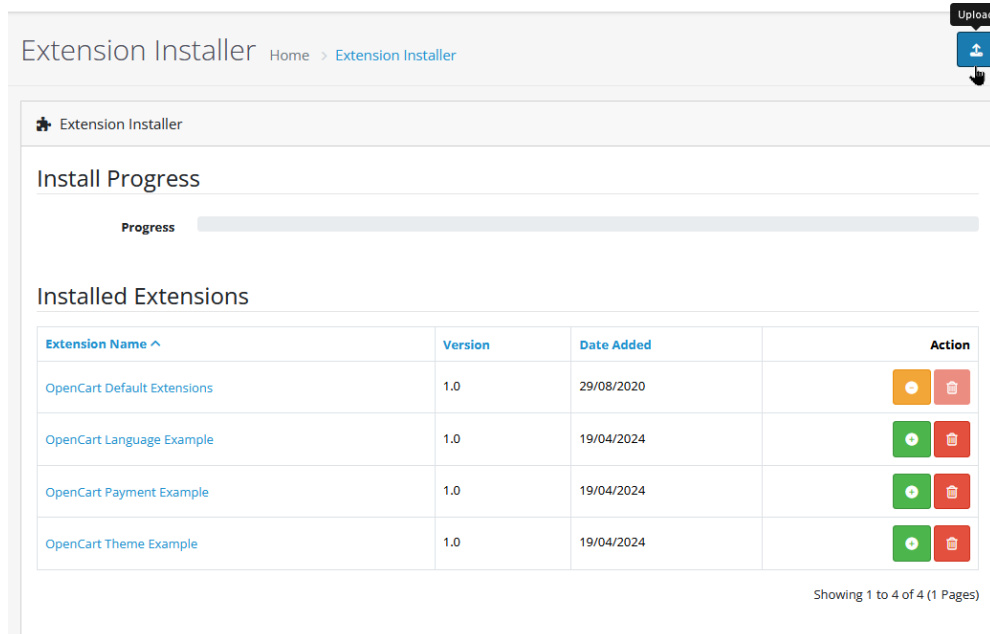 Upload
Extension Installer Home > Extension Installer
Extension Installer
Install Progress
Progress
Installed Extensions
Extension Name Version Date Added Action
OpenCart Default Extensions 1.0 29/08/2020
OpenCart Language Example 1.0 19/04/2024
OpenCart Payment Example 1.0 19/04/2024
OpenCart Theme Example 1.0 19/04/2024
Showing 1 to 4 of 4 (1 Pages)